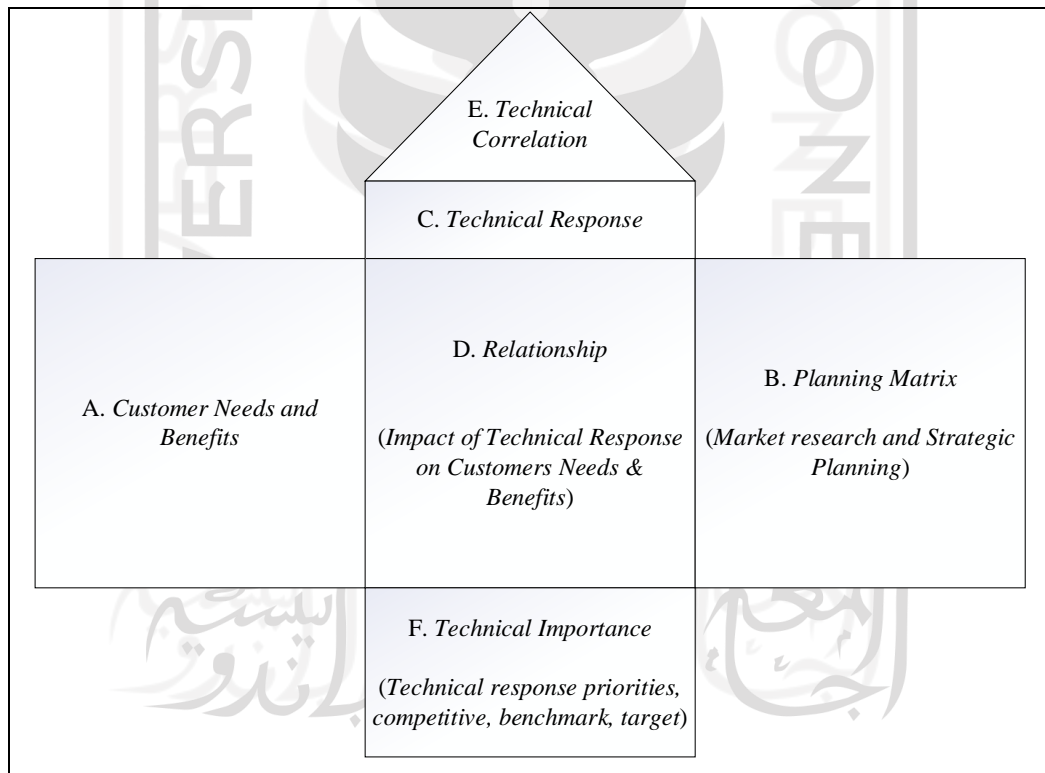 E. Technical
Correlation
C. Technical Response
A. Customer Needs and
Benefits
D. Relationship
(Impact of Technical Response
on Customers Needs &
Benefits)
B. Planning Matrix
(Market research and Strategic
Planning)
F. Technical Importance
(Technical response priorities,
competitive, benchmark, target)